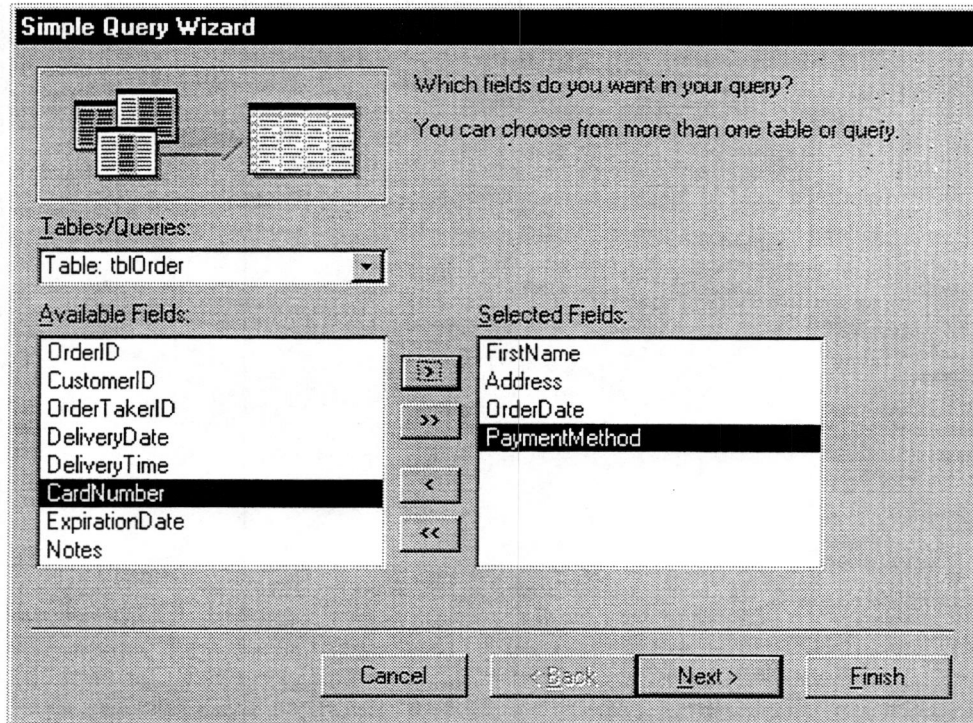 Simple Query Wizard
Which fields do you want in your query?
You can choose from more than one table or query.
Tables/Queries:
Table: tblOrder
Available Fields:
OrderID
CustomerID
OrderTakerID
DeliveryDate
DeliveryTime
CardNumber
ExpirationDate
Notes
>
>>
<
<<
Selected Fields:
FirstName
Address
OrderDate
PaymentMethod
Cancel
< Back
Next >
Finish